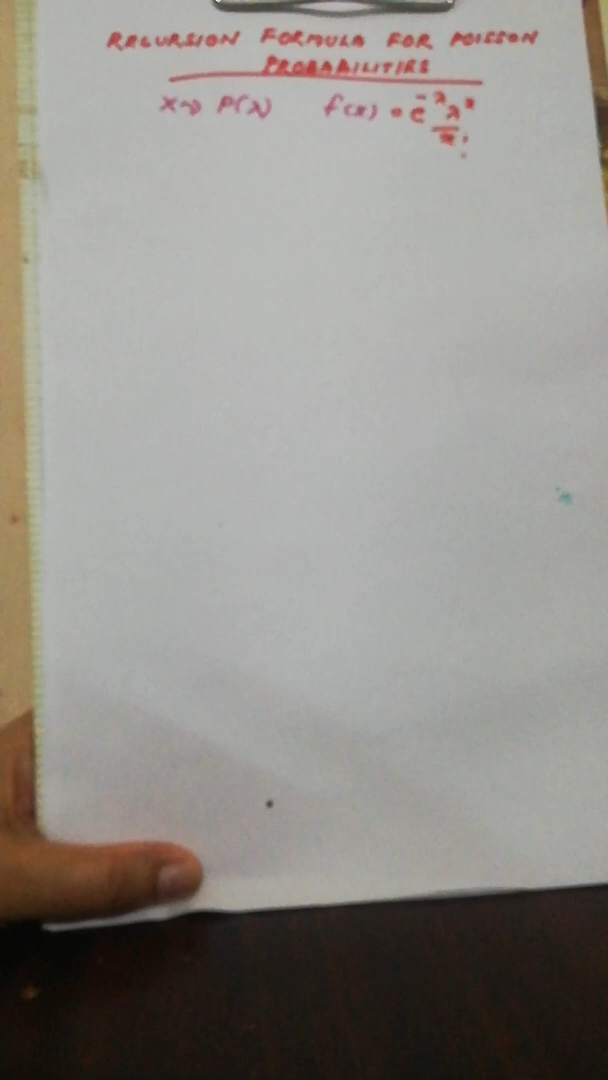 RECURSION FORMULA FOR POISSON
PROBABILITIES
X → P(λ) f(x) = e^{-λ} λ^x / x!